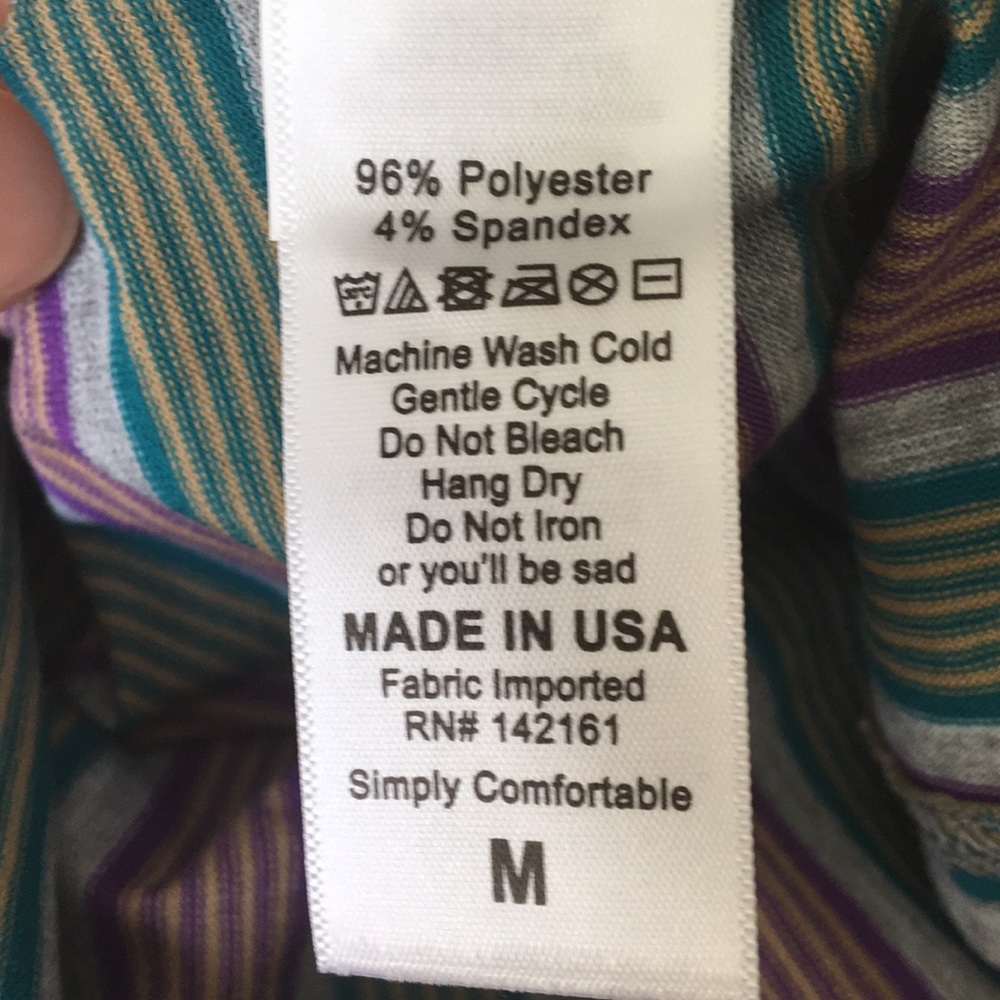 96% Polyester
4% Spandex
30°C
Machine Wash Cold
Gentle Cycle
Do Not Bleach
Hang Dry
Do Not Iron
or you'll be sad
MADE IN USA
Fabric Imported
RN# 142161
Simply Comfortable
M